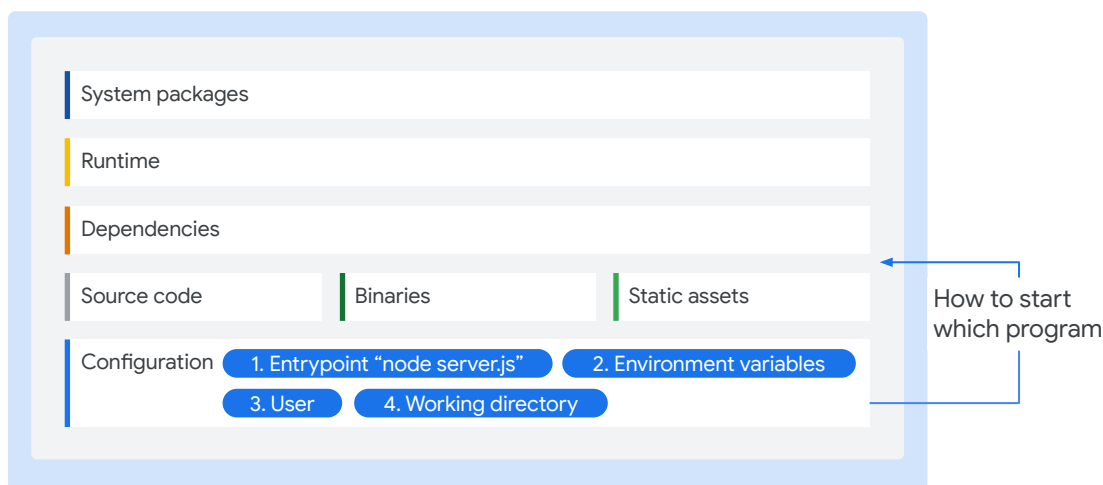 System packages
Runtime
Dependencies
Source code
Binaries
Static assets
Configuration
1. Entrypoint “node server.js”
2. Environment variables
3. User
4. Working directory
How to start
which program